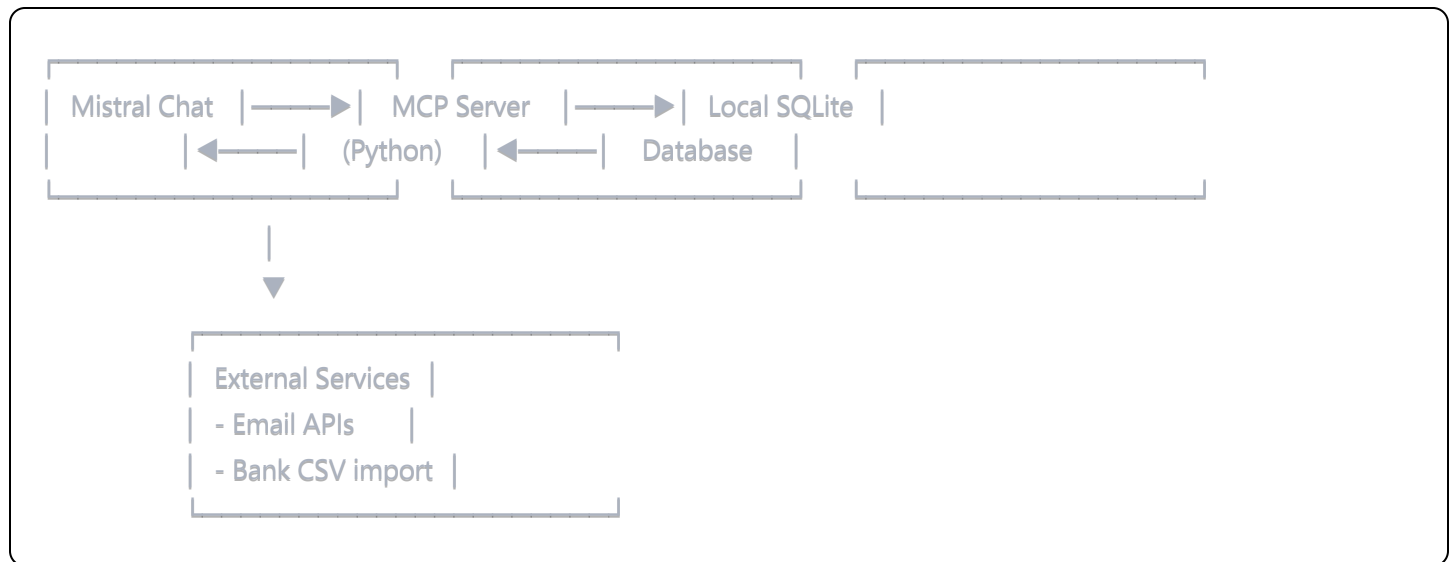 Mistral Chat MCP Server Local SQLite
(Python) Database
External Services
- Email APIs
- Bank CSV import